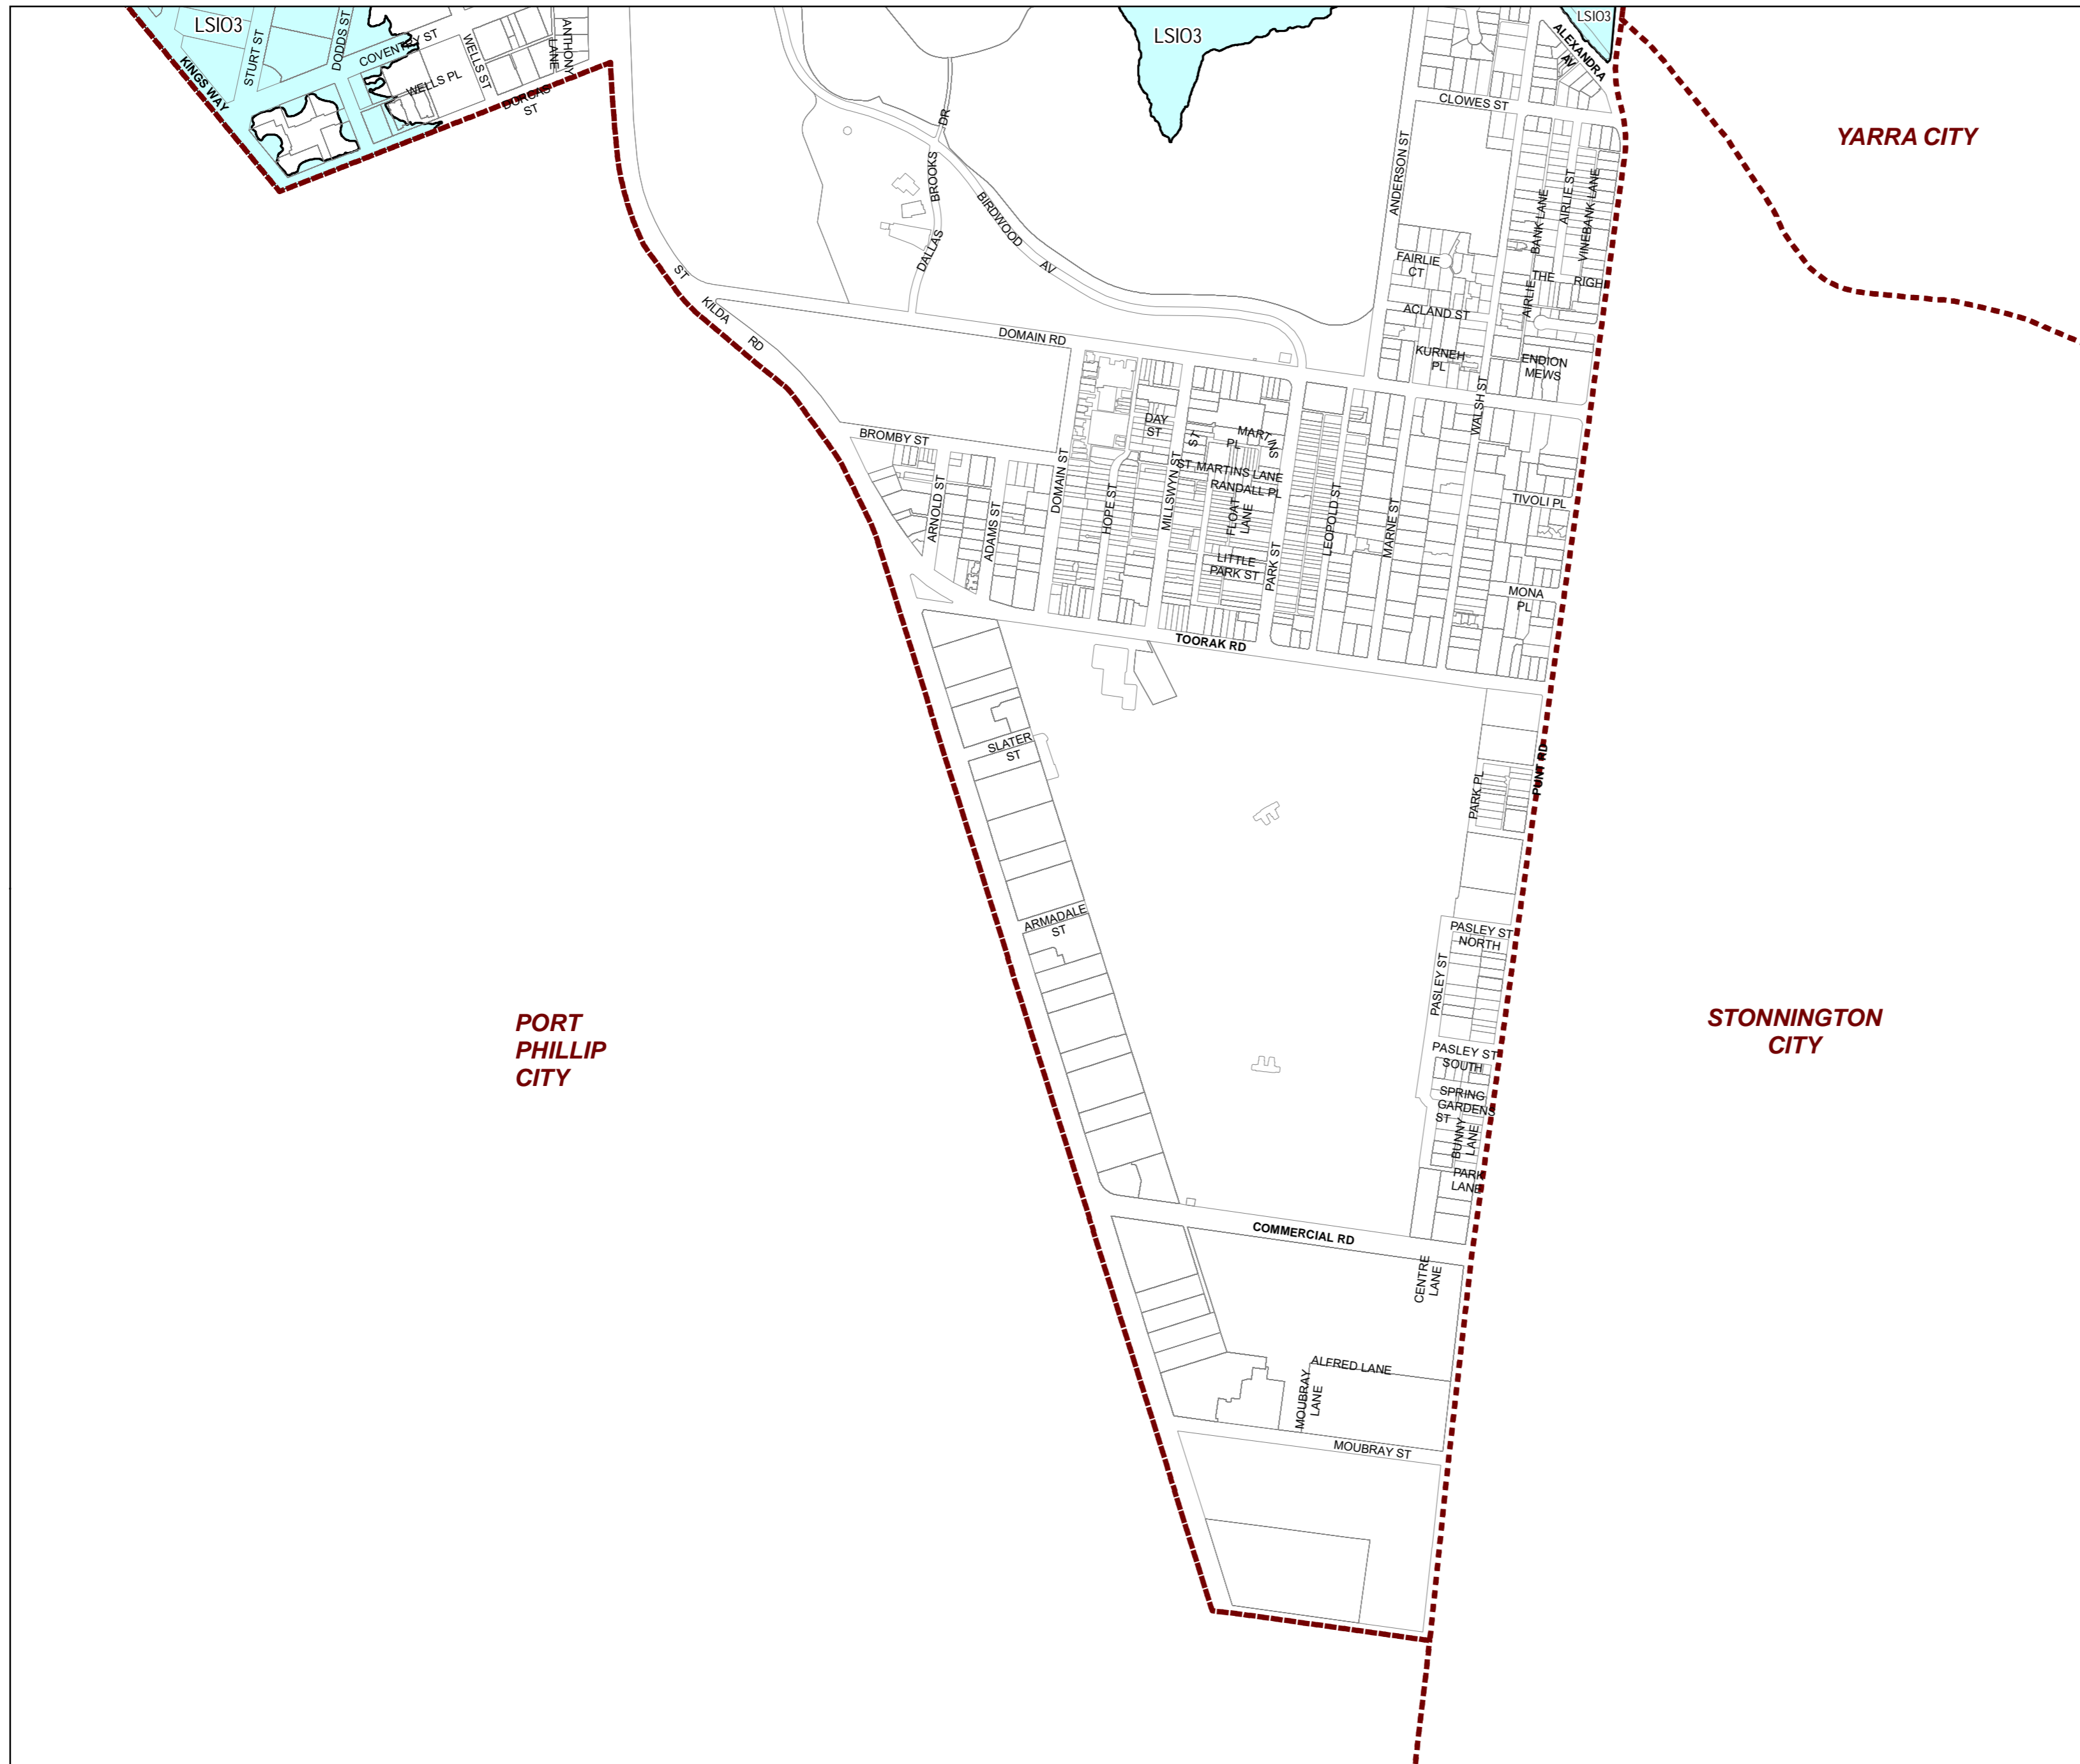 LSIO3
STURT ST
DODDS ST
COVENTRY ST
WELLS ST
WELLS PL
ANTHONY
LANE
KINGS WAY
DORCAS
ST
LSIO3
LSIO3
ALEXANDRA
AV
CLOWES ST
YARRA CITY
ANDERSON ST
DALLAS
BROOKS
DR
BIRDWOOD
AV
BANK LANE
AIRLIE ST
VINEBANK LANE
AIRLIE
FAIRLIE
CT
THE
RIGH
ACLAND ST
KURNEH
PL
ENDION
MEWS
ST
KILDA
RD
DOMAIN RD
WALSH ST
BROMBY ST
DAY
ST
ST
MART
INS
PL
ST MARTINS LANE
RANDALL PL
FLOAT
LANE
ARNOLD ST
ADAMS ST
DOMAIN ST
HOPE ST
MILLSWYN ST
PARK ST
LEOPOLD ST
MARNE ST
TIVOLI PL
LITTLE
PARK ST
MONA
PL
TOORAK RD
SLATER
ST
PARK PL
PUNT RD
ARMADALE
ST
PASLEY ST
NORTH
PASLEY ST
PORT
PHILLIP
CITY
STONNINGTON
CITY
PASLEY ST
SOUTH
SPRING
GARDENS
ST
BUNNY
LANE
PARK
LANE
COMMERCIAL RD
CENTRE
LANE
ALFRED LANE
MOUBRAY
LANE
MOUBRAY ST